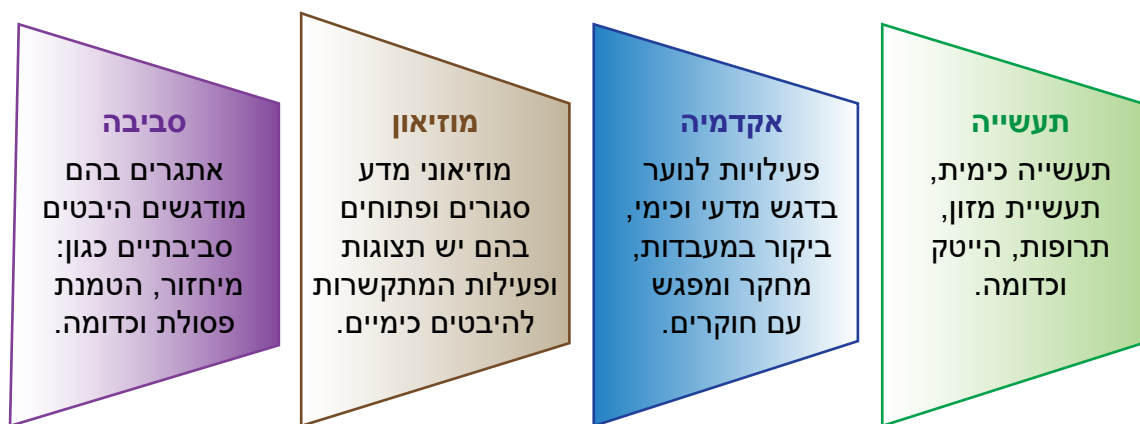 תעשייה
תעשייה כימית,
תעשיית מזון,
תרופות, הייטק
וכדומה.
אקדמיה
פעילויות לנוער
בדגש מדעי וכימי,
ביקור במעבדות,
מחקר ומפגש
עם חוקרים.
מוזיאון
מוזיאוני מדע
סגורים ופתוחים
בהם יש תצוגות
ופעילות המתקשרות
להיבטים כימיים.
סביבה
אתגרים בהם
מודגשים היבטים
סביבתיים כגון:
מיחזור, הטמנת
פסולת וכדומה.